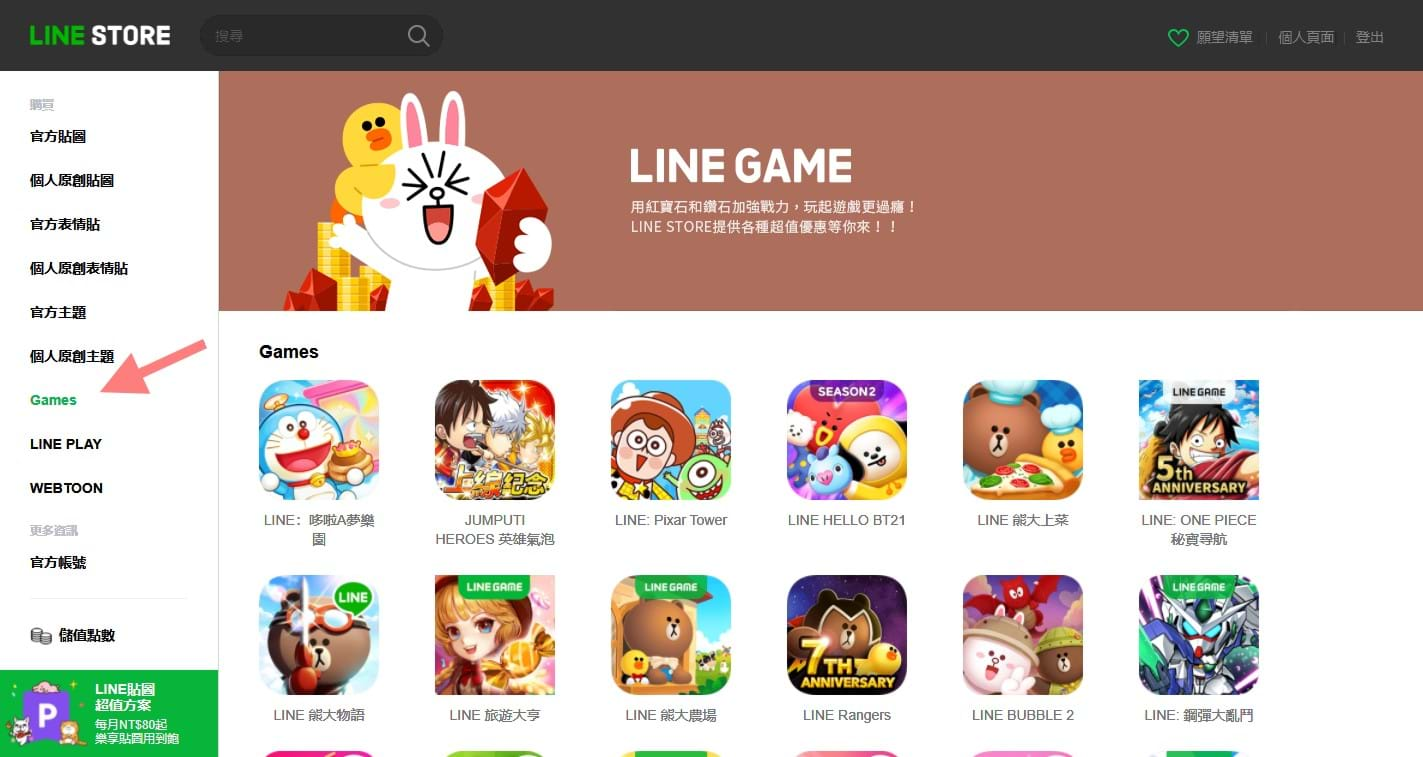 LINE STORE
搜尋
願望清單
個人頁面
登出
購買
官方貼圖
個人原創貼圖
官方表情貼
個人原創表情貼
官方主題
個人原創主題
Games
LINE PLAY
WEBTOON
更多資訊
官方帳號
儲值點數
P
LINE貼圖
超值方案
每月NT$80起
樂享貼圖用到飽
LINE GAME
用紅寶石和鑽石加強戰力，玩起遊戲更過癮！
LINE STORE提供各種超值優惠等你來！！
Games
上線紀念
SEASON 2
LINE GAME
5th
ANNIVERSARY
LINE：哆啦A夢樂
園
JUMPUTI
HEROES 英雄氣泡
LINE: Pixar Tower
LINE HELLO BT21
LINE 熊大上菜
LINE: ONE PIECE
秘寶尋航
LINE
LINE GAME
LINE GAME
7TH
ANNIVERSARY
LINE GAME
LINE 熊大物語
LINE 旅遊大亨
LINE 熊大農場
LINE Rangers
LINE BUBBLE 2
LINE: 鋼彈大亂鬥